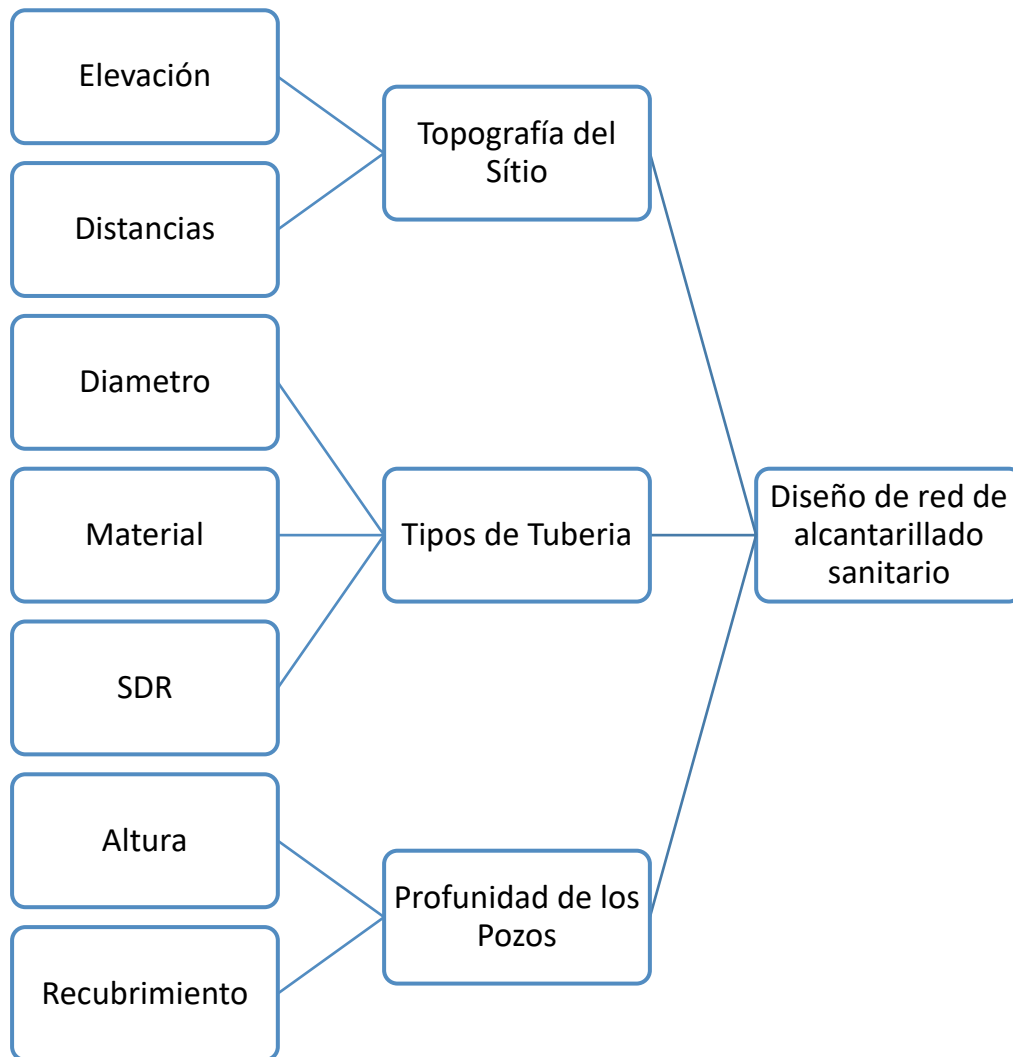 Elevación
Distancias
Diametro
Material
SDR
Altura
Recubrimiento
Topografía del
Sítio
Tipos de Tuberia
Profunidad de los
Pozos
Diseño de red de
alcantarillado
sanitario